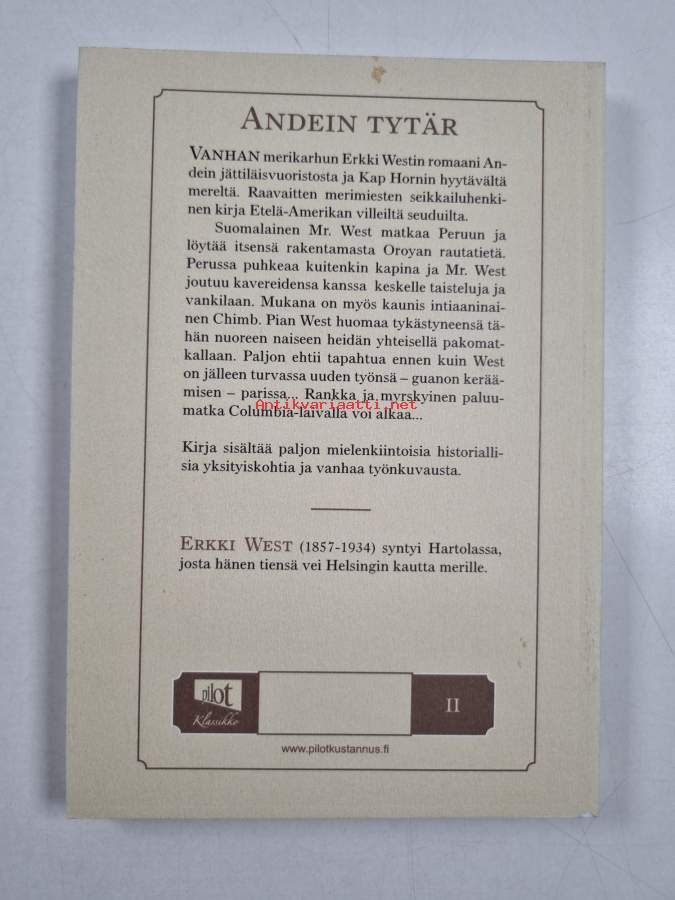 ANDEIN TYTÄR
VANHAN merikarhun Erkki Westin romaani An-
dein jättiläisvuoristosta ja Kap Hornin hyytävältä
mereltä. Raavaitten merimiesten seikkailuhenki-
nen kirja Etelä-Amerikan villeiltä seuduilta.
Suomalainen Mr. West matkaa Peruun ja
löytää itsensä rakentamasta Oroyan rautatietä.
Perussa puhkeaa kuitenkin kapina ja Mr. West
joutuu kavereidensa kanssa keskelle taisteluja ja
vankilaan. Mukana on myös kaunis intiaaninai-
nen Chimb. Pian West huomaa tykästyneensä tä-
hän nuoreen naiseen heidän yhteisellä pakomat-
kallaan. Paljon ehtii tapahtua ennen kuin West
on jälleen turvassa uuden työnsä – guanon kerää-
misen – parissa... Rankka ja myrskyinen paluu-
Antikvariaatti.net
matka Columbia-laivalla voi alkaa...
Kirja sisältää paljon mielenkiintoisia historialli-
sia yksityiskohtia ja vanhaa työnkuvausta.
ERKKI WEST (1857-1934) syntyi Hartolassa,
josta hänen tiensä vei Helsingin kautta merille.
pilot
Klassikko
II
www.pilotkustannus.fi